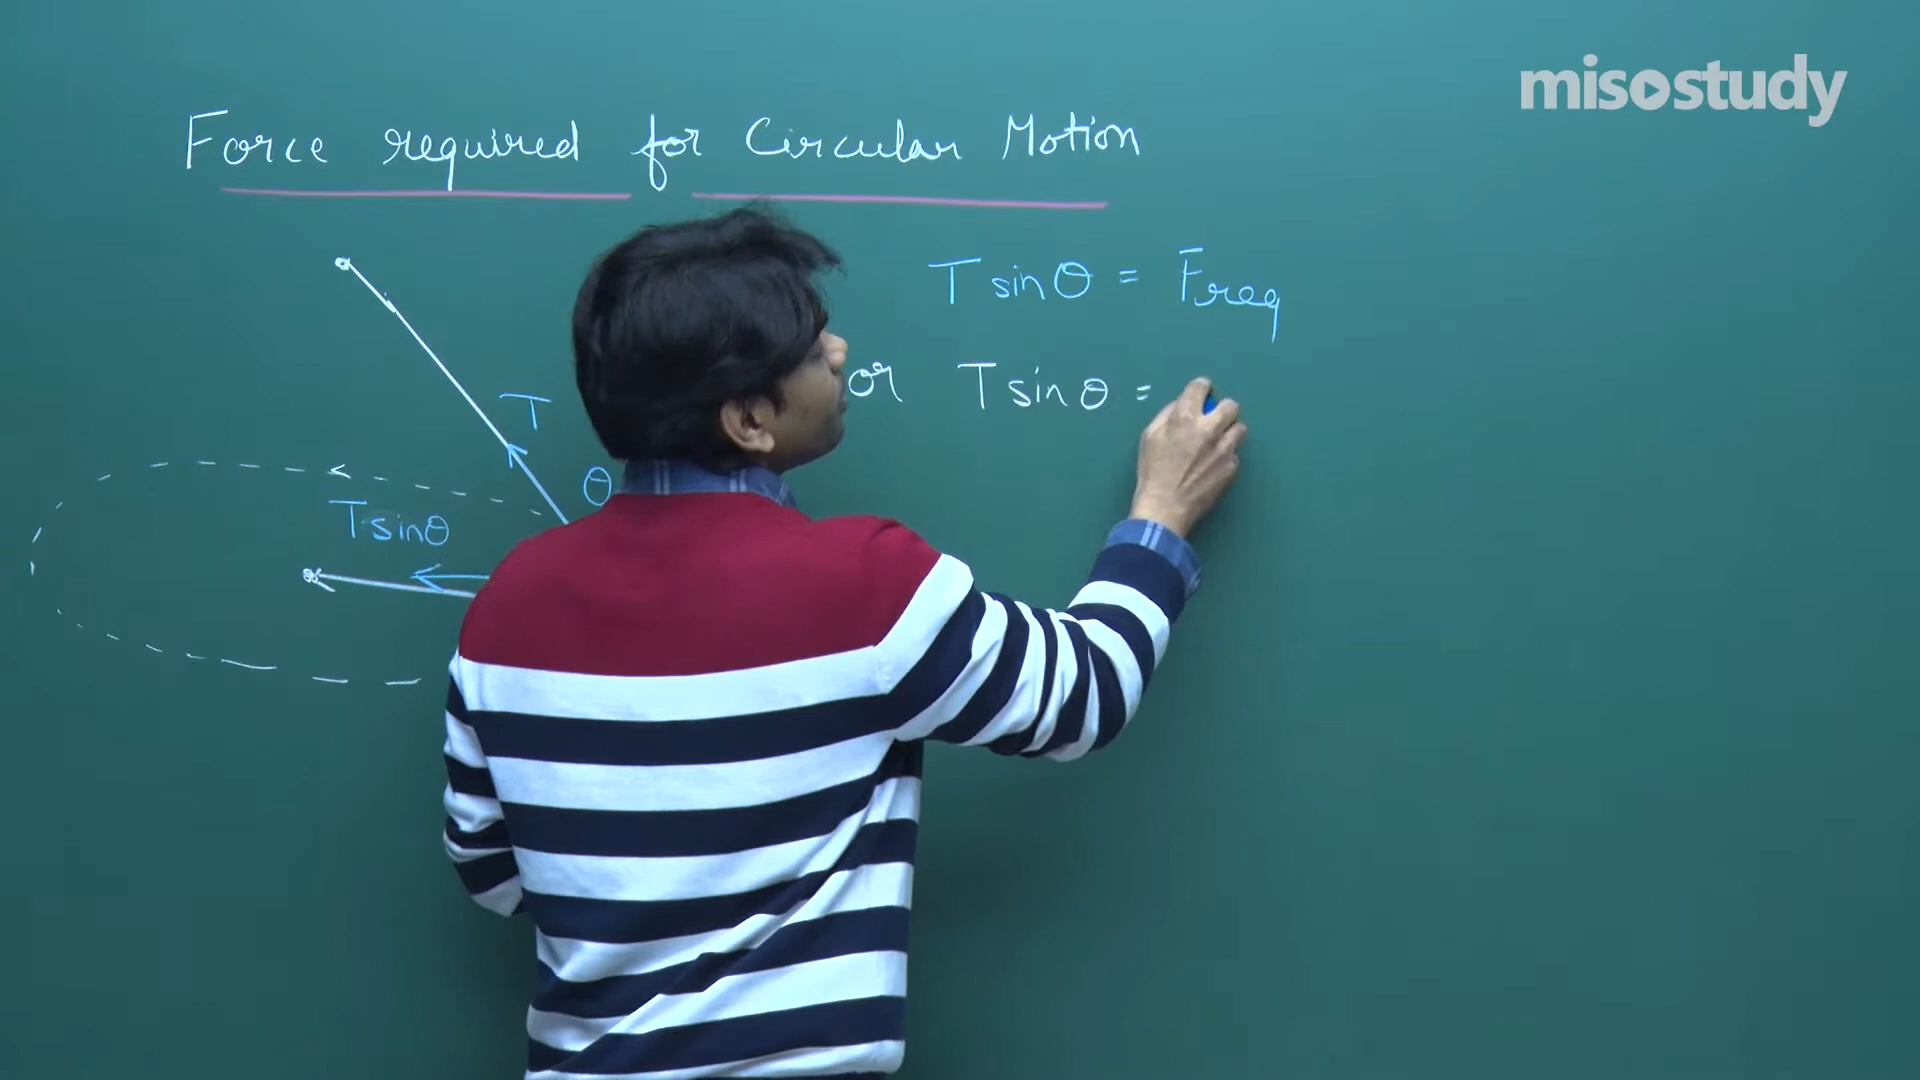 misostudy
Force required for Circular Motion
T sin θ = Freq
or T sin θ =
T
θ
T sin θ